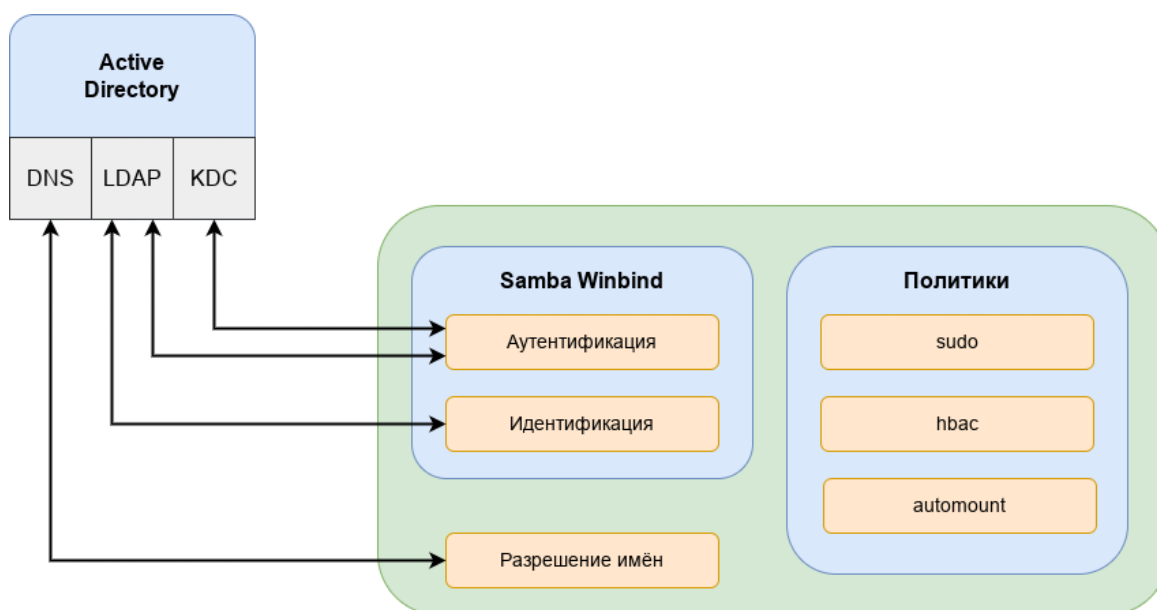 Active
Directory
DNS
LDAP
KDC
Samba Winbind
Аутентификация
Идентификация
Разрешение имён
Политики
sudo
hbac
automount